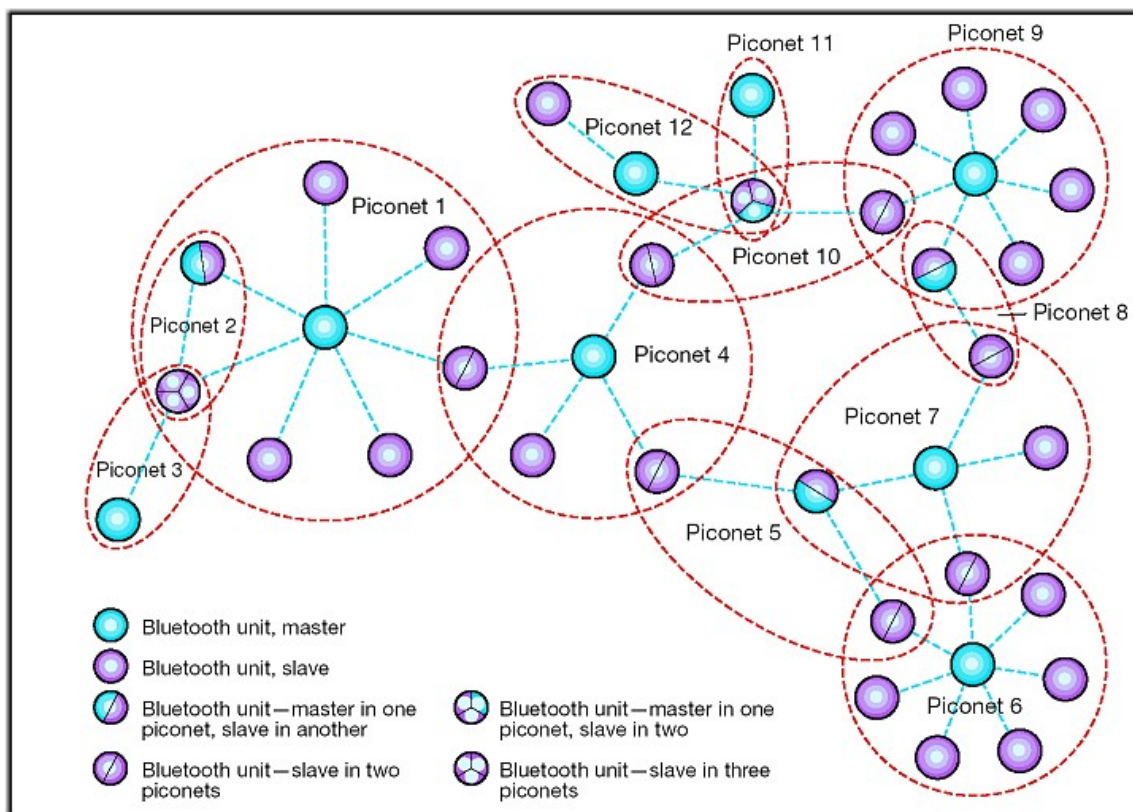 Piconet 11
Piconet 9
Piconet 12
Piconet 1
Piconet 10
Piconet 2
Piconet 8
Piconet 4
Piconet 7
Piconet 3
Piconet 5
Piconet 6
Bluetooth unit, master
Bluetooth unit, slave
Bluetooth unit—master in one
piconet, slave in another
Bluetooth unit—slave in two
piconets
Bluetooth unit—master in one
piconet, slave in two
Bluetooth unit—slave in three
piconets